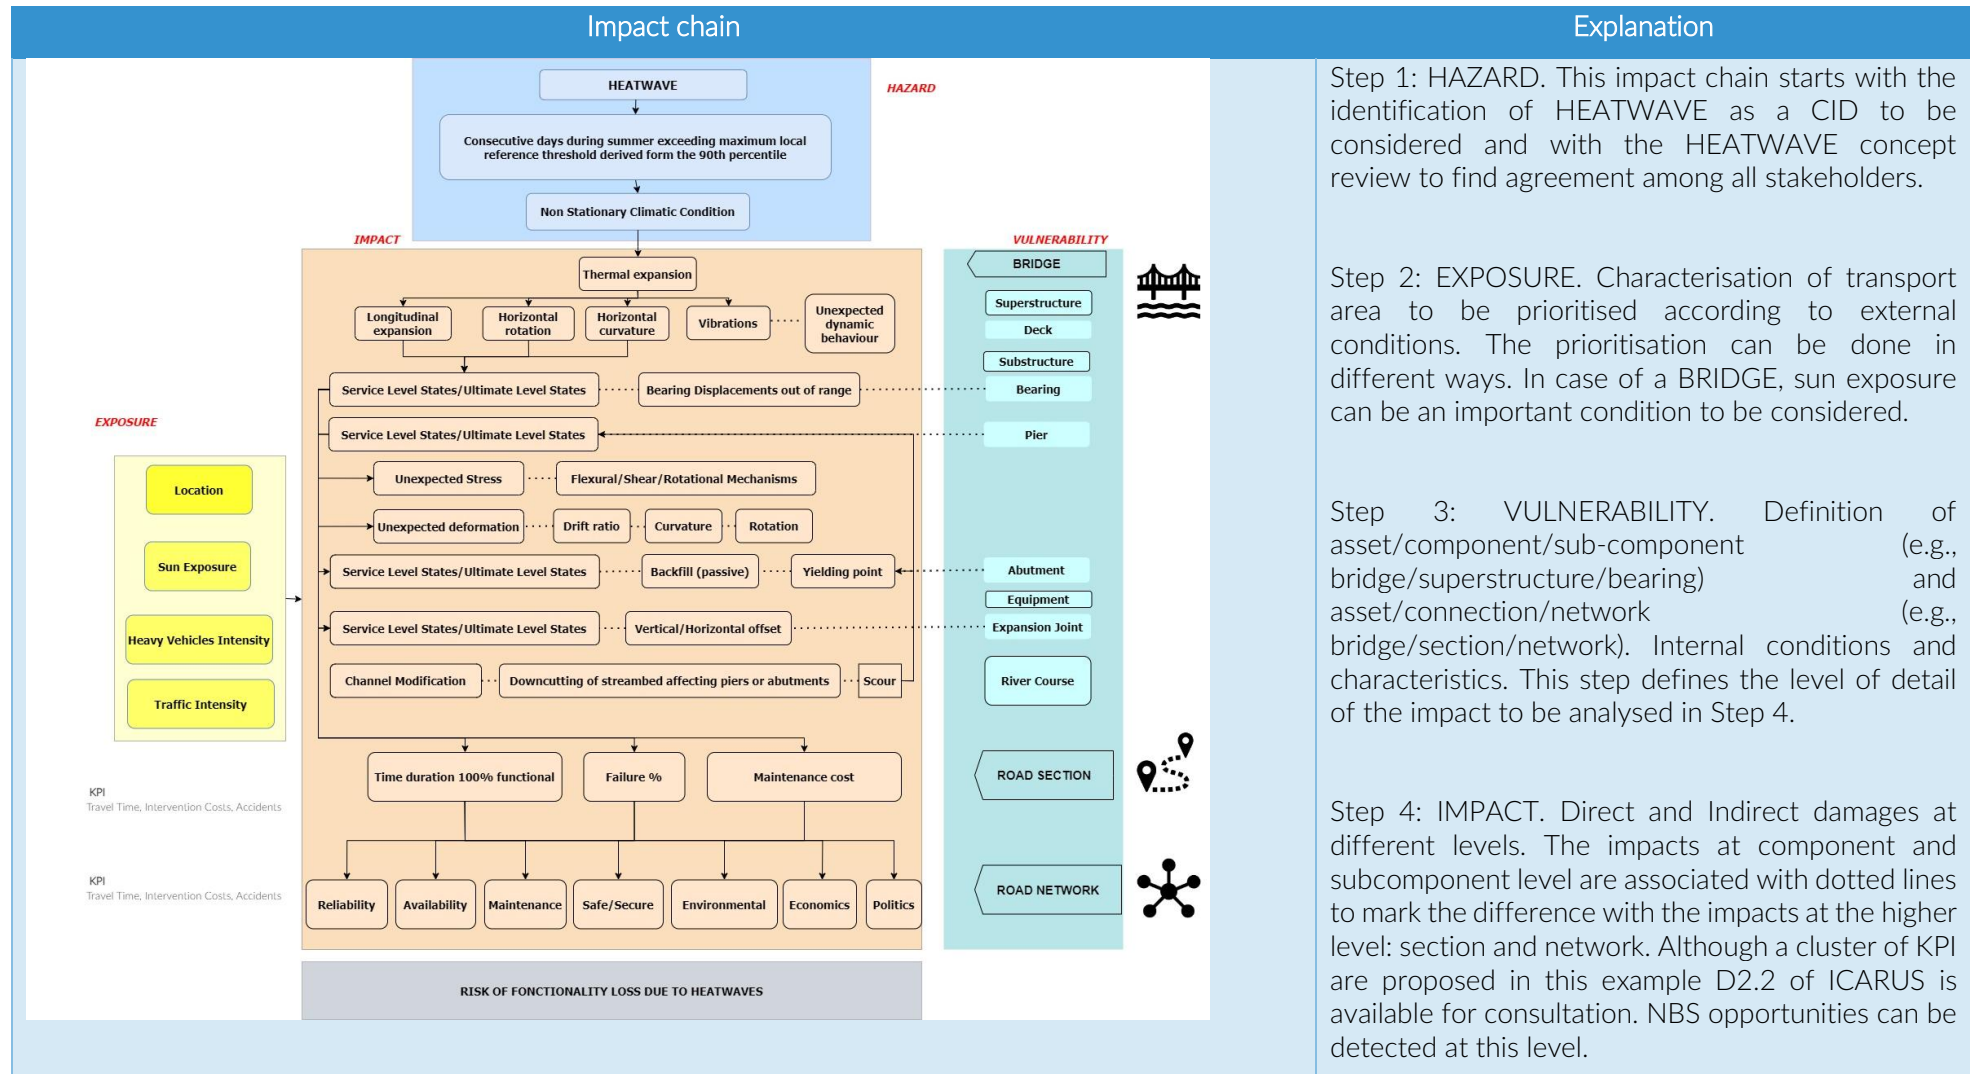 Impact chain
Explanation
HAZARD
HEATWAVE
Consecutive days during summer exceeding maximum local
reference threshold derived form the 90th percentile
Non Stationary Climatic Condition
IMPACT
Thermal expansion
Longitudinal
expansion
Horizontal
rotation
Horizontal
curvature
Vibrations
Unexpected
dynamic
behaviour
Service Level States/Ultimate Level States
Bearing Displacements out of range
Service Level States/Ultimate Level States
Unexpected Stress
Flexural/Shear/Rotational Mechanisms
Unexpected deformation
Drift ratio
Curvature
Rotation
Service Level States/Ultimate Level States
Backfill (passive)
Yielding point
Service Level States/Ultimate Level States
Vertical/Horizontal offset
Channel Modification
Downcutting of streambed affecting piers or abutments
Scour
Time duration 100% functional
Failure %
Maintenance cost
Reliability
Availability
Maintenance
Safe/Secure
Environmental
Economics
Politics
RISK OF FONCTIONALITY LOSS DUE TO HEATWAVES
EXPOSURE
Location
Sun Exposure
Heavy Vehicles Intensity
Traffic Intensity
KPI
Travel Time, Intervention Costs, Accidents
KPI
Travel Time, Intervention Costs, Accidents
VULNERABILITY
BRIDGE
Superstructure
Deck
Substructure
Bearing
Pier
Abutment
Equipment
Expansion Joint
River Course
ROAD SECTION
ROAD NETWORK
Step 1: HAZARD. This impact chain starts with the
identification of HEATWAVE as a CID to be
considered and with the HEATWAVE concept
review to find agreement among all stakeholders.
Step 2: EXPOSURE. Characterisation of transport
area to be prioritised according to external
conditions. The prioritisation can be done in
different ways. In case of a BRIDGE, sun exposure
can be an important condition to be considered.
Step 3: VULNERABILITY. Definition of
asset/component/sub-component (e.g.,
bridge/superstructure/bearing) and
asset/connection/network (e.g.,
bridge/section/network). Internal conditions and
characteristics. This step defines the level of detail
of the impact to be analysed in Step 4.
Step 4: IMPACT. Direct and Indirect damages at
different levels. The impacts at component and
subcomponent level are associated with dotted lines
to mark the difference with the impacts at the higher
level: section and network. Although a cluster of KPI
are proposed in this example D2.2 of ICARUS is
available for consultation. NBS opportunities can be
detected at this level.